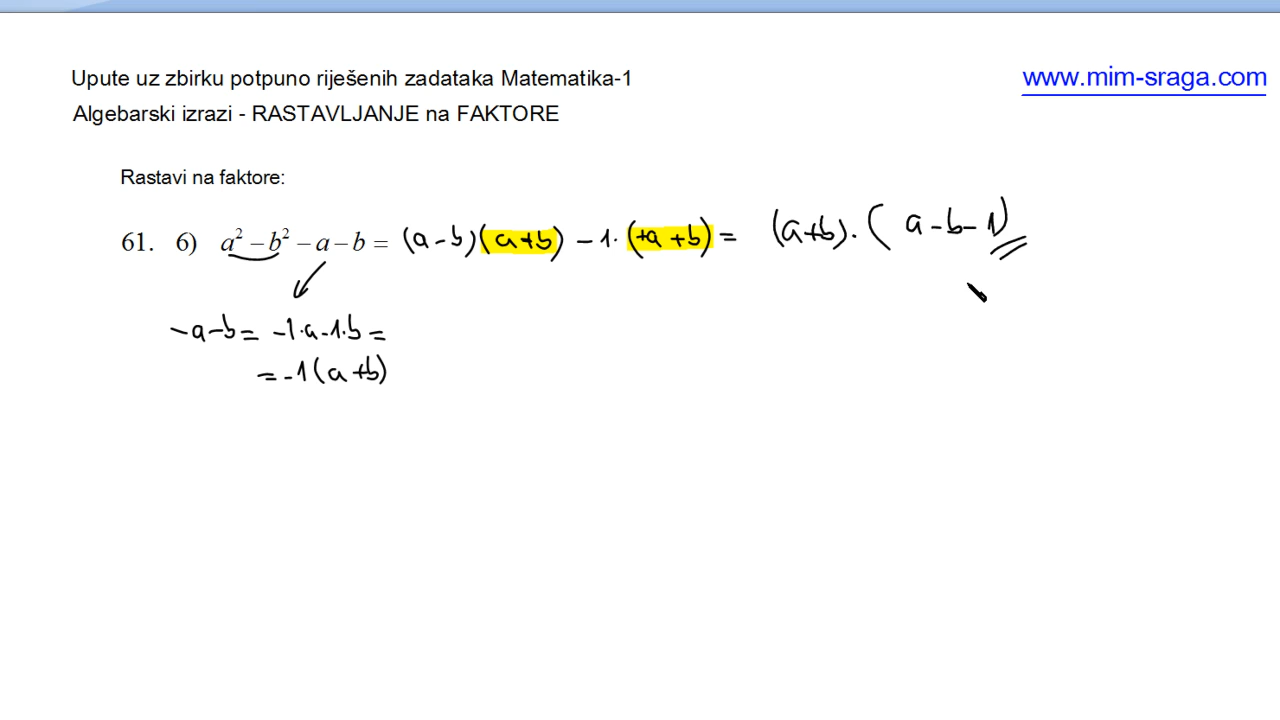 Upute uz zbirku potpuno riješenih zadataka Matematika-1
www.mim-sraga.com
Algebarski izrazi - RASTAVLJANJE na FAKTORE
Rastavi na faktore:
61. 6) a² − b² − a − b = (a − b)(a + b) − 1·(+a + b) = (a+b)·(a − b − 1)
−a−b = −1·a−1·b =
= −1(a+b)